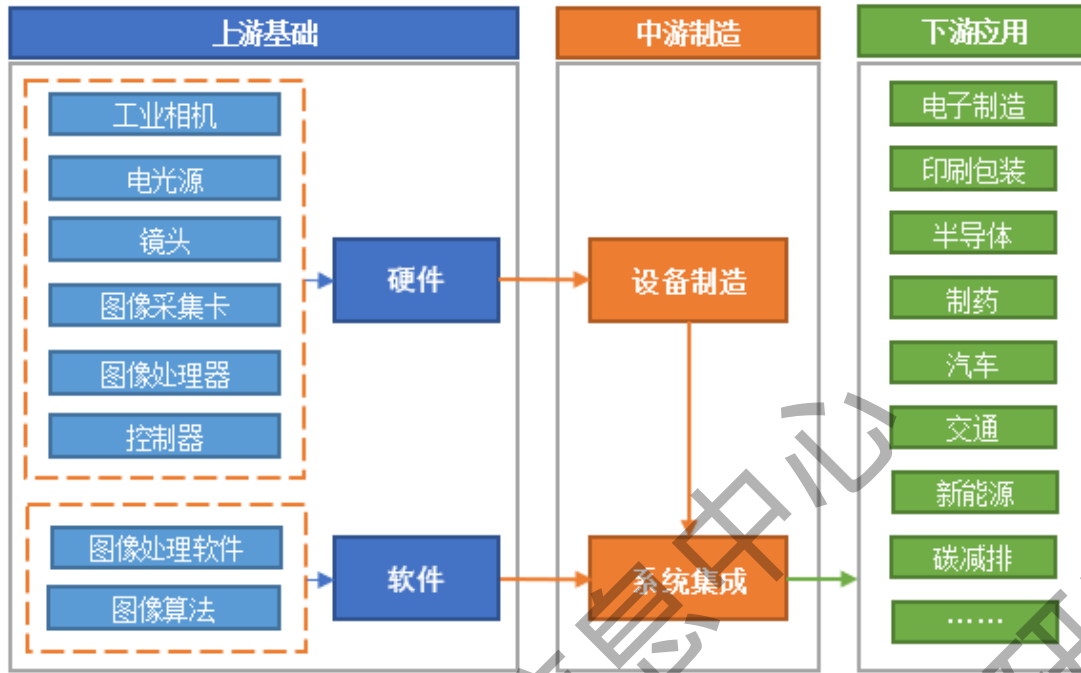 上游基础
工业相机
电光源
镜头
图像采集卡
图像处理器
控制器
图像处理软件
图像算法
硬件
软件
中游制造
设备制造
系统集成
下游应用
电子制造
印刷包装
半导体
制药
汽车
交通
新能源
碳减排
……
息中心
研